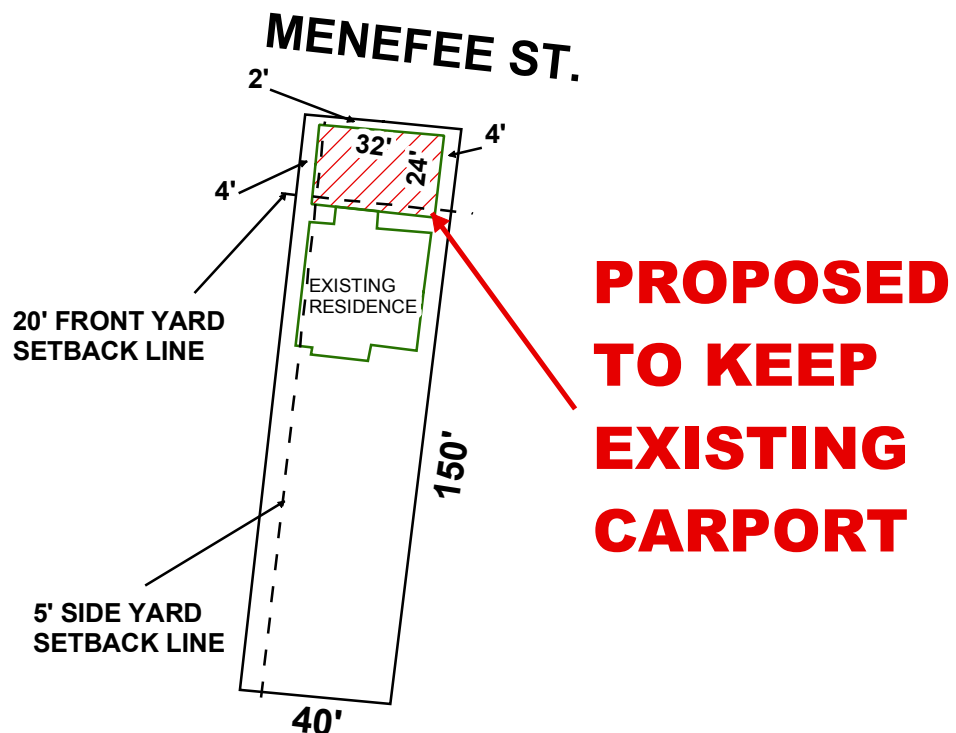 MENEFEE ST.
2'
32'
4'
24'
4'
EXISTING
RESIDENCE
20' FRONT YARD
SETBACK LINE
PROPOSED
TO KEEP
EXISTING
CARPORT
150'
5' SIDE YARD
SETBACK LINE
40'